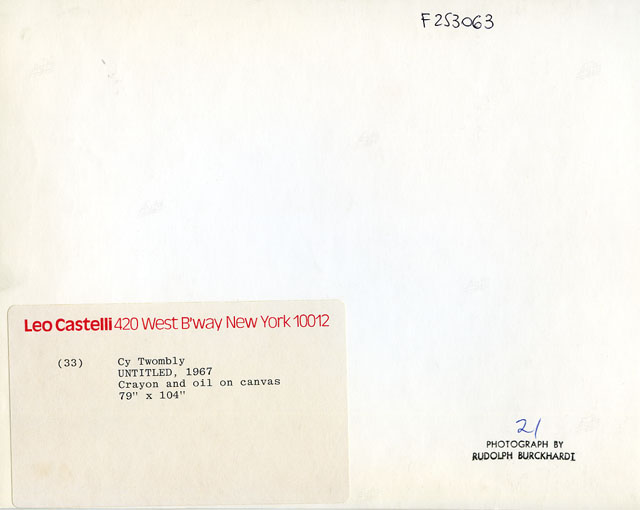 F253063
Leo Castelli 420 West B'way New York 10012
(33) Cy Twombly
UNTITLED, 1967
Crayon and oil on canvas
79" x 104"
21
PHOTOGRAPH BY
RUDOLPH BURCKHARDT